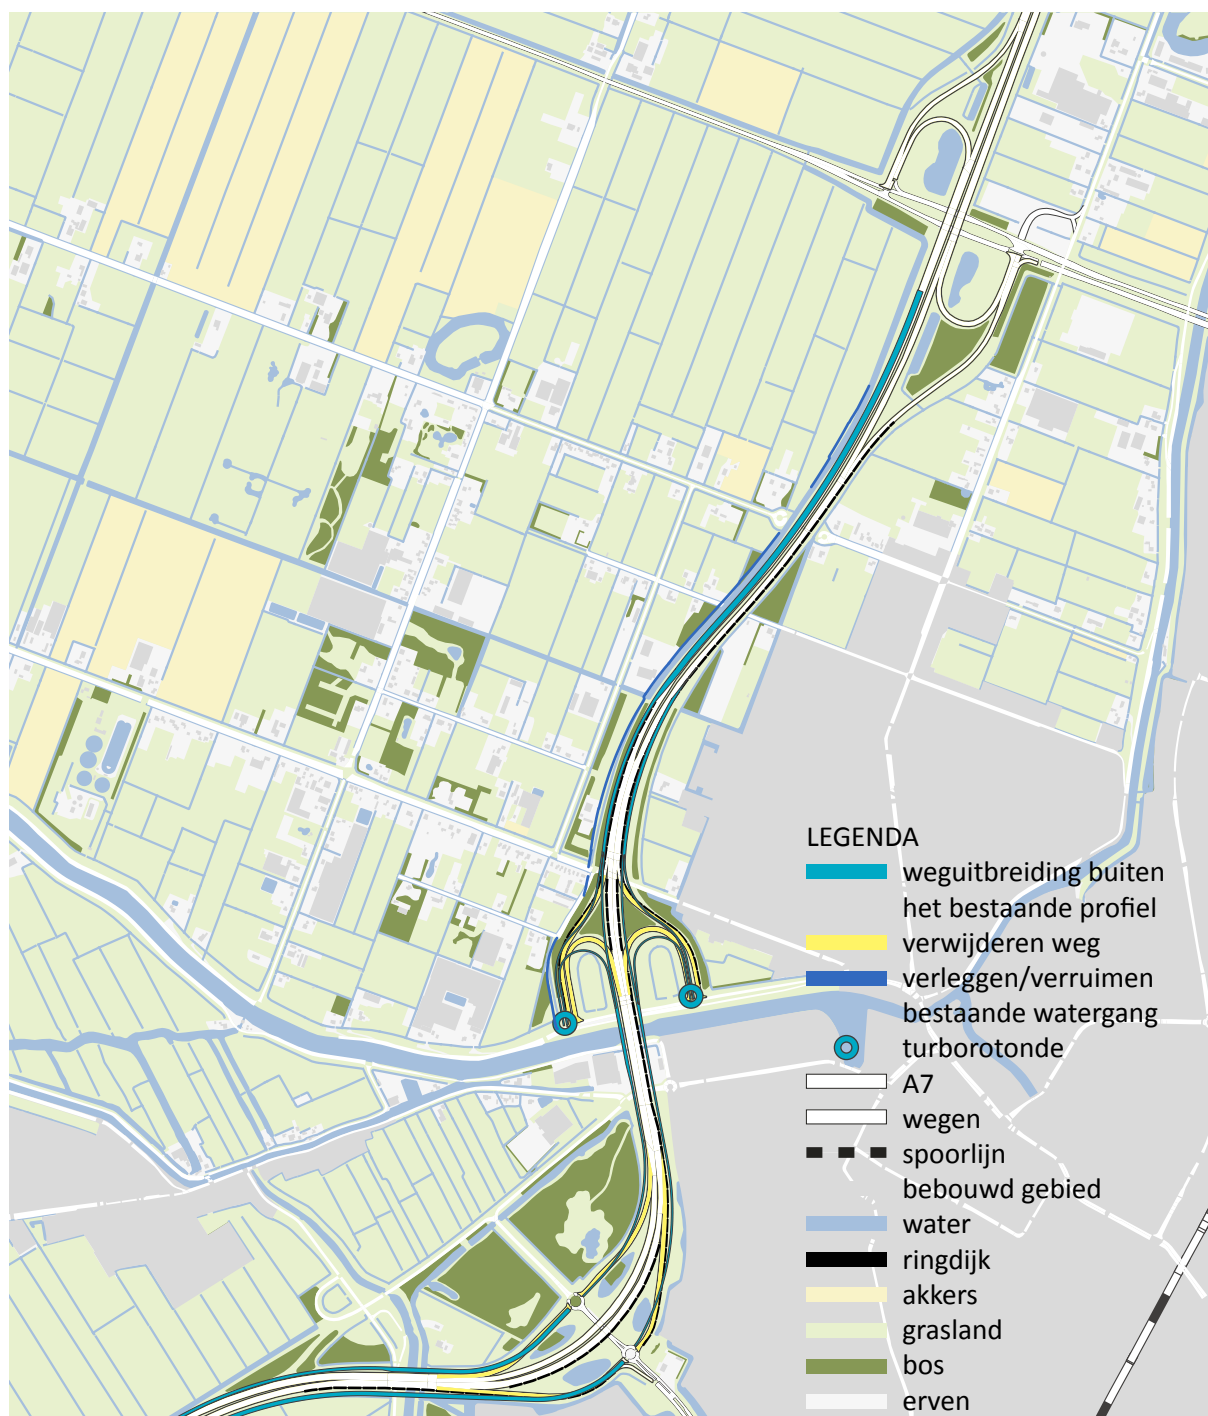 LEGENDA
weguitbreiding buiten
het bestaande profiel
verwijderen weg
verleggen/verruimen
bestaande watergang
turborotonde
A7
wegen
spoorlijn
bebouwd gebied
water
ringdijk
akkers
grasland
bos
erven